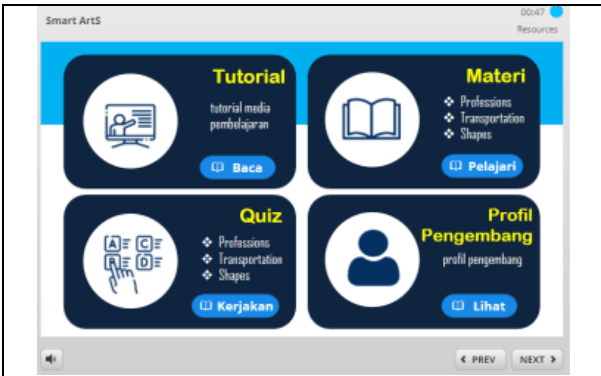 Smart ArtS
00:47
Resources
Tutorial
tutorial media
pembelajaran
Baca
Materi
❖ Professions
❖ Transportation
❖ Shapes
Pelajari
Quiz
A C
B D
❖ Professions
❖ Transportation
❖ Shapes
Kerjakan
Profil
Pengembang
profil pengembang
Lihat
PREV
NEXT